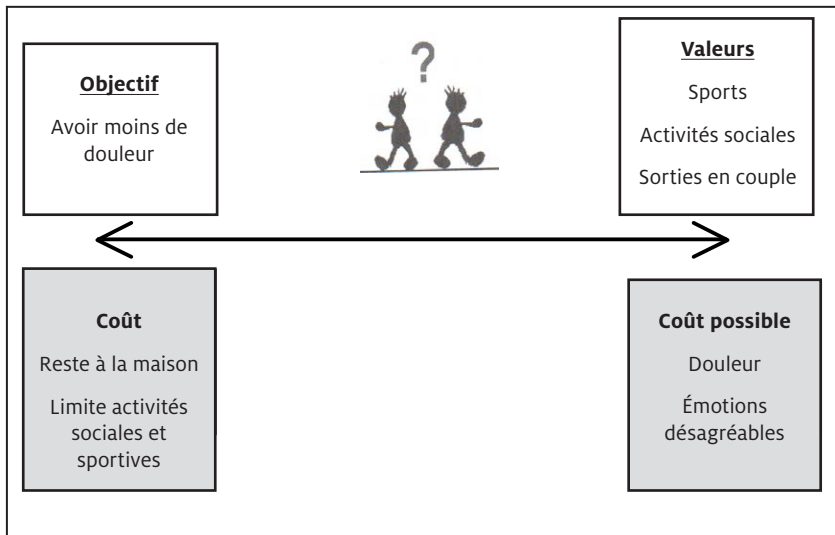 Objectif
Avoir moins de
douleur
?
Valeurs
Sports
Activités sociales
Sorties en couple
Coût
Reste à la maison
Limite activités
sociales et
sportives
Coût possible
Douleur
Émotions
désagréables